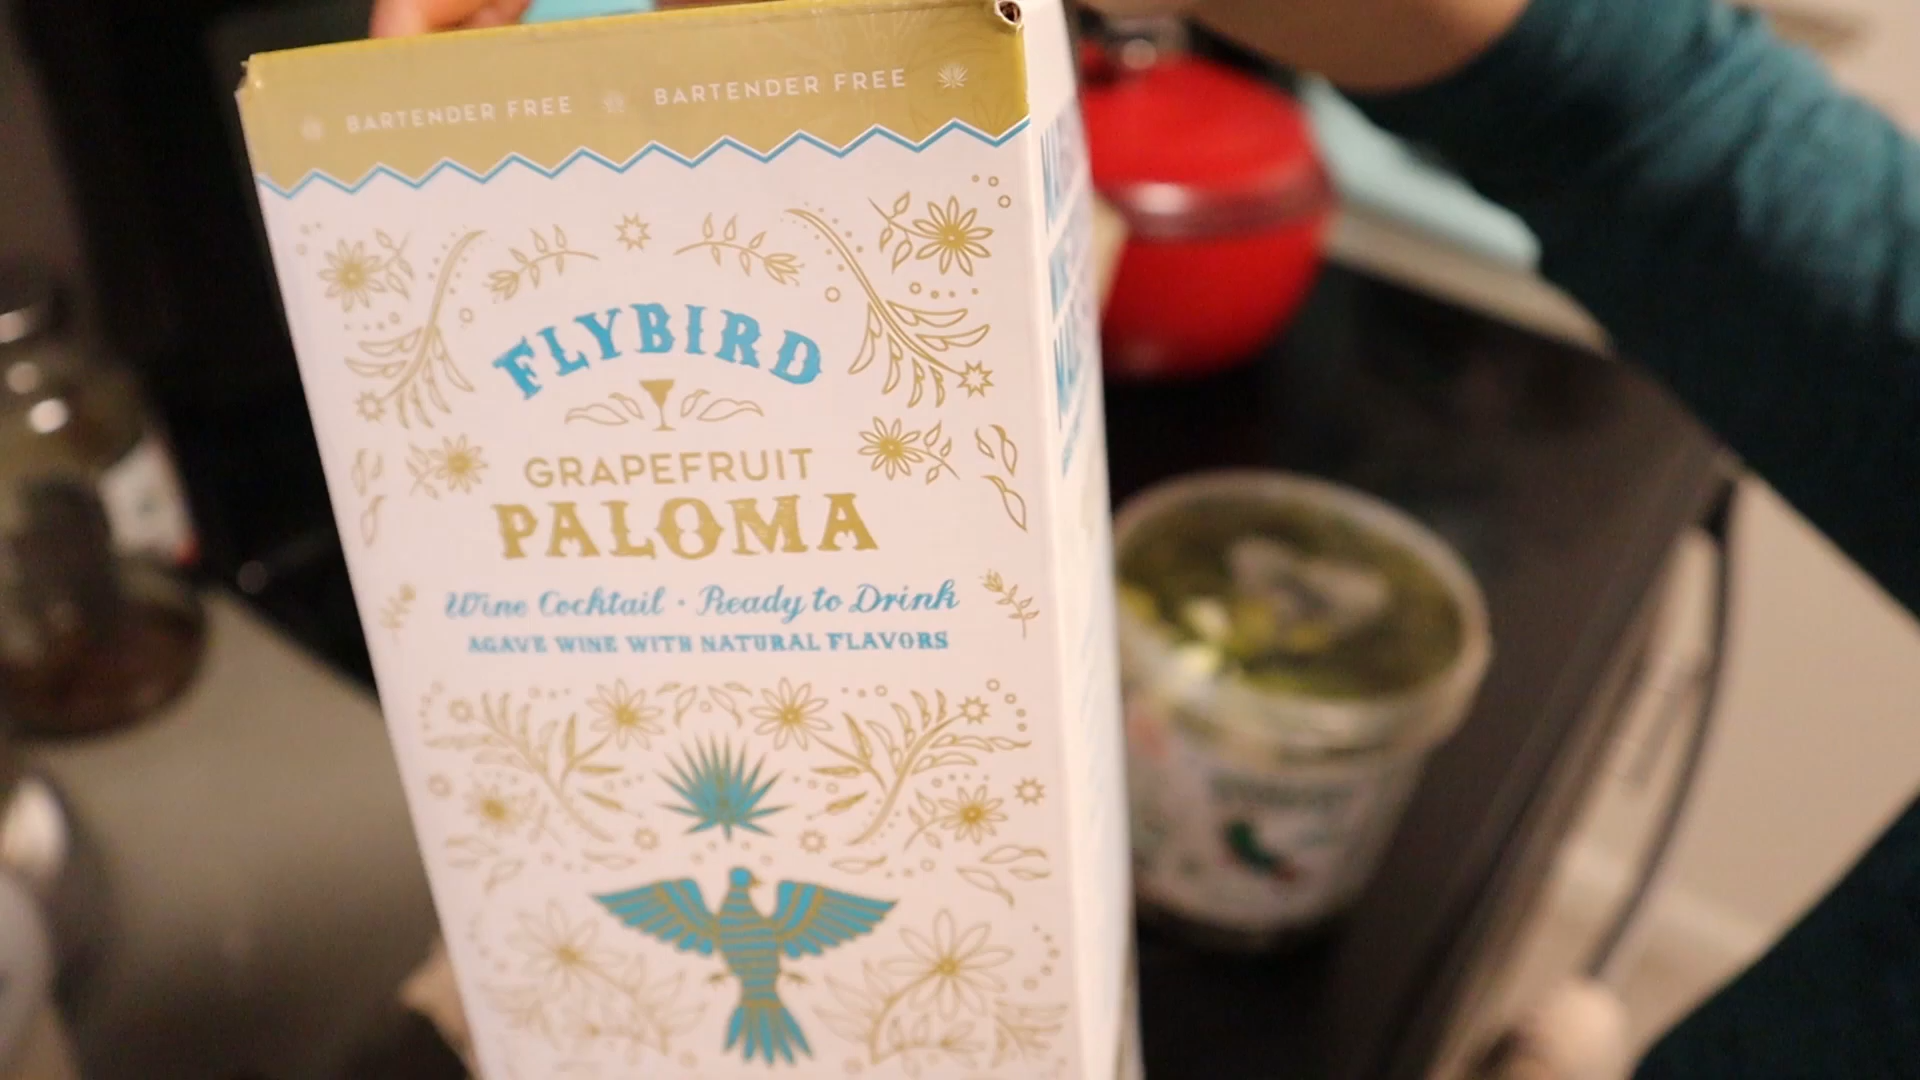 BARTENDER FREE BARTENDER FREE
FLYBIRD
GRAPEFRUIT
PALOMA
Wine Cocktail · Ready to Drink
AGAVE WINE WITH NATURAL FLAVORS